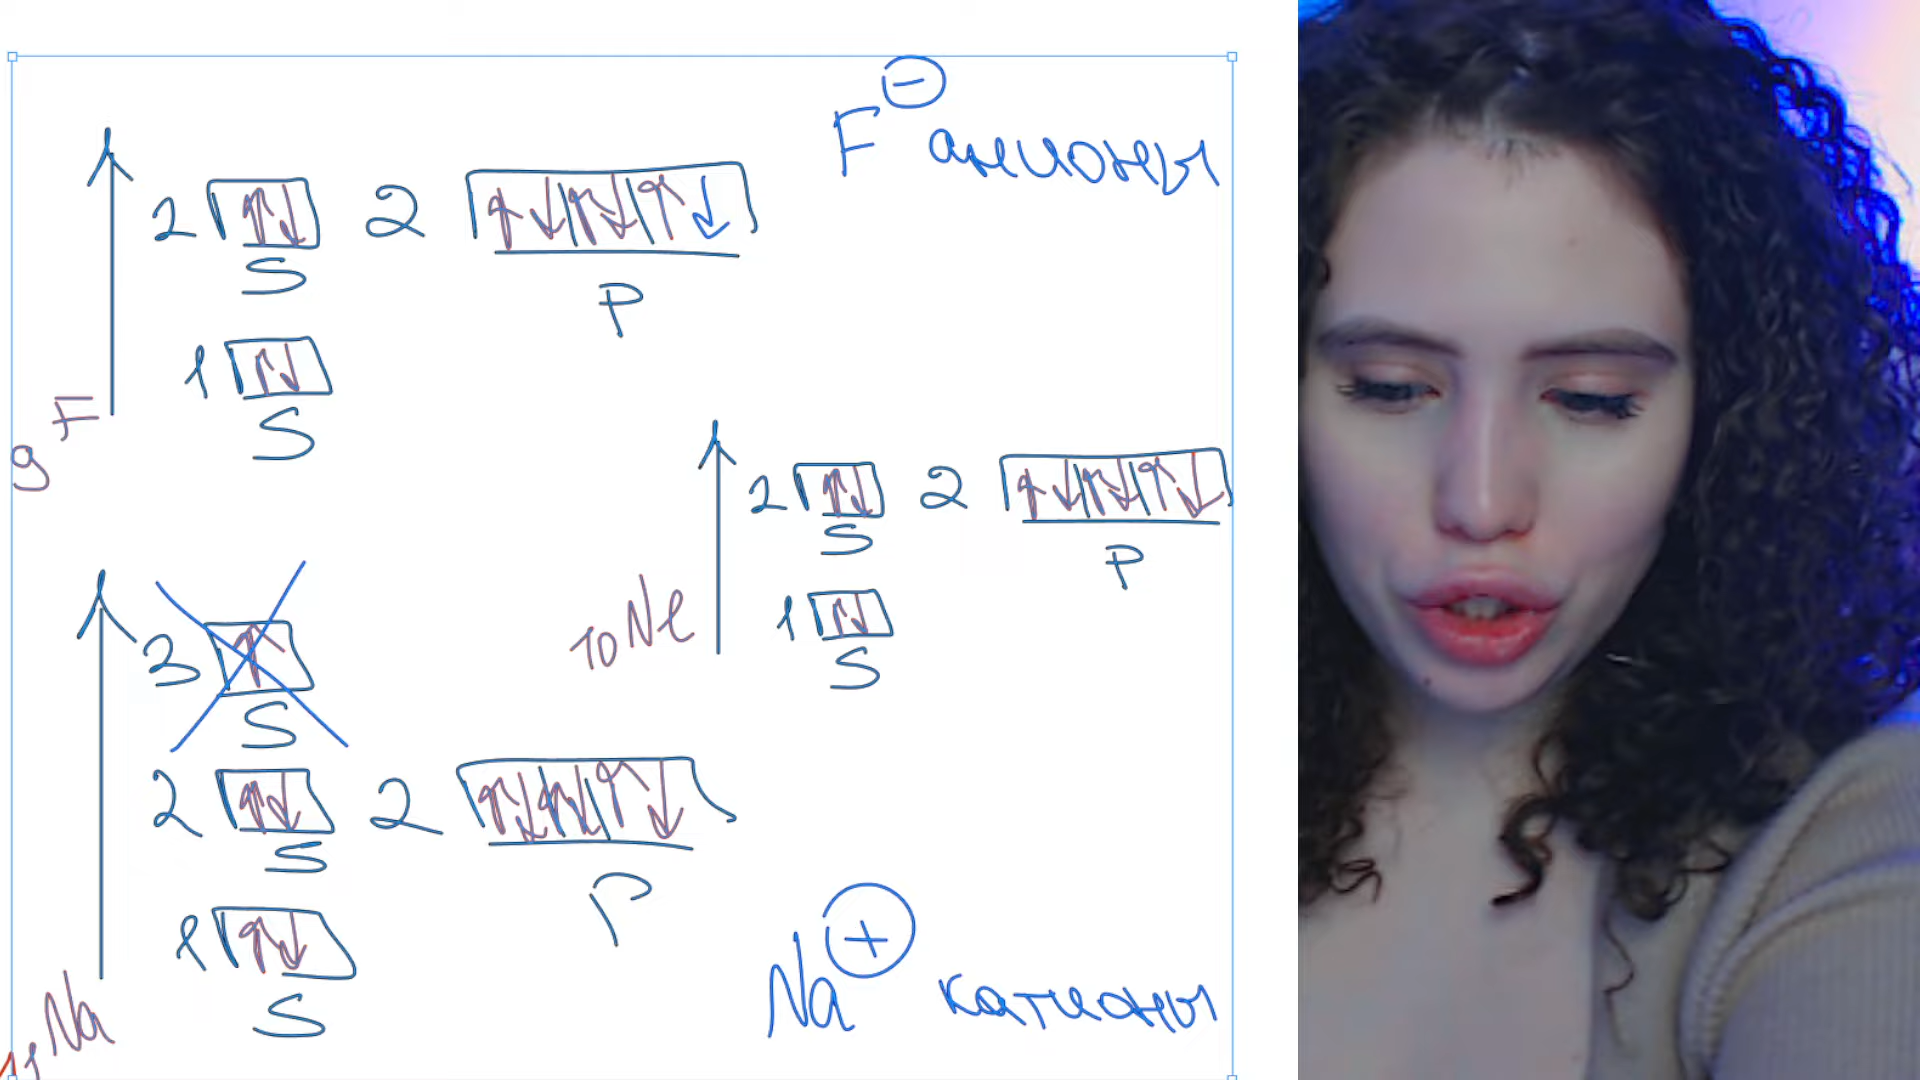 F⊖ анионы
2 ↑↓ 2 ↑↓ ↑↓ ↑↓
S
P
1 ↑↓
S
9 F
2 ↑↓ 2 ↑↓ ↑↓ ↑↓
S
P
10 Ne
1 ↑↓
S
3 ↑
S
2 ↑↓ 2 ↑↓ ↑↓ ↑↓
S
P
1 ↑↓
S
11 Na
Na⊕ катионы